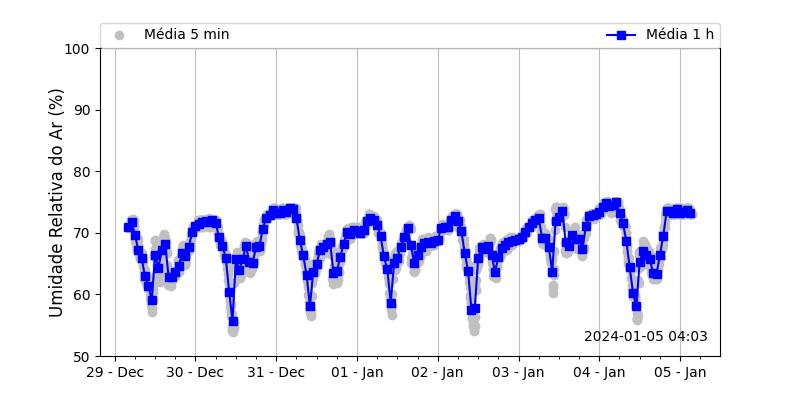 Média 5 min Média 1 h
Umidade Relativa do Ar (%)
100
90
80
70
60
50
2024-01-05 04:03
29 - Dec 30 - Dec 31 - Dec 01 - Jan 02 - Jan 03 - Jan 04 - Jan 05 - Jan